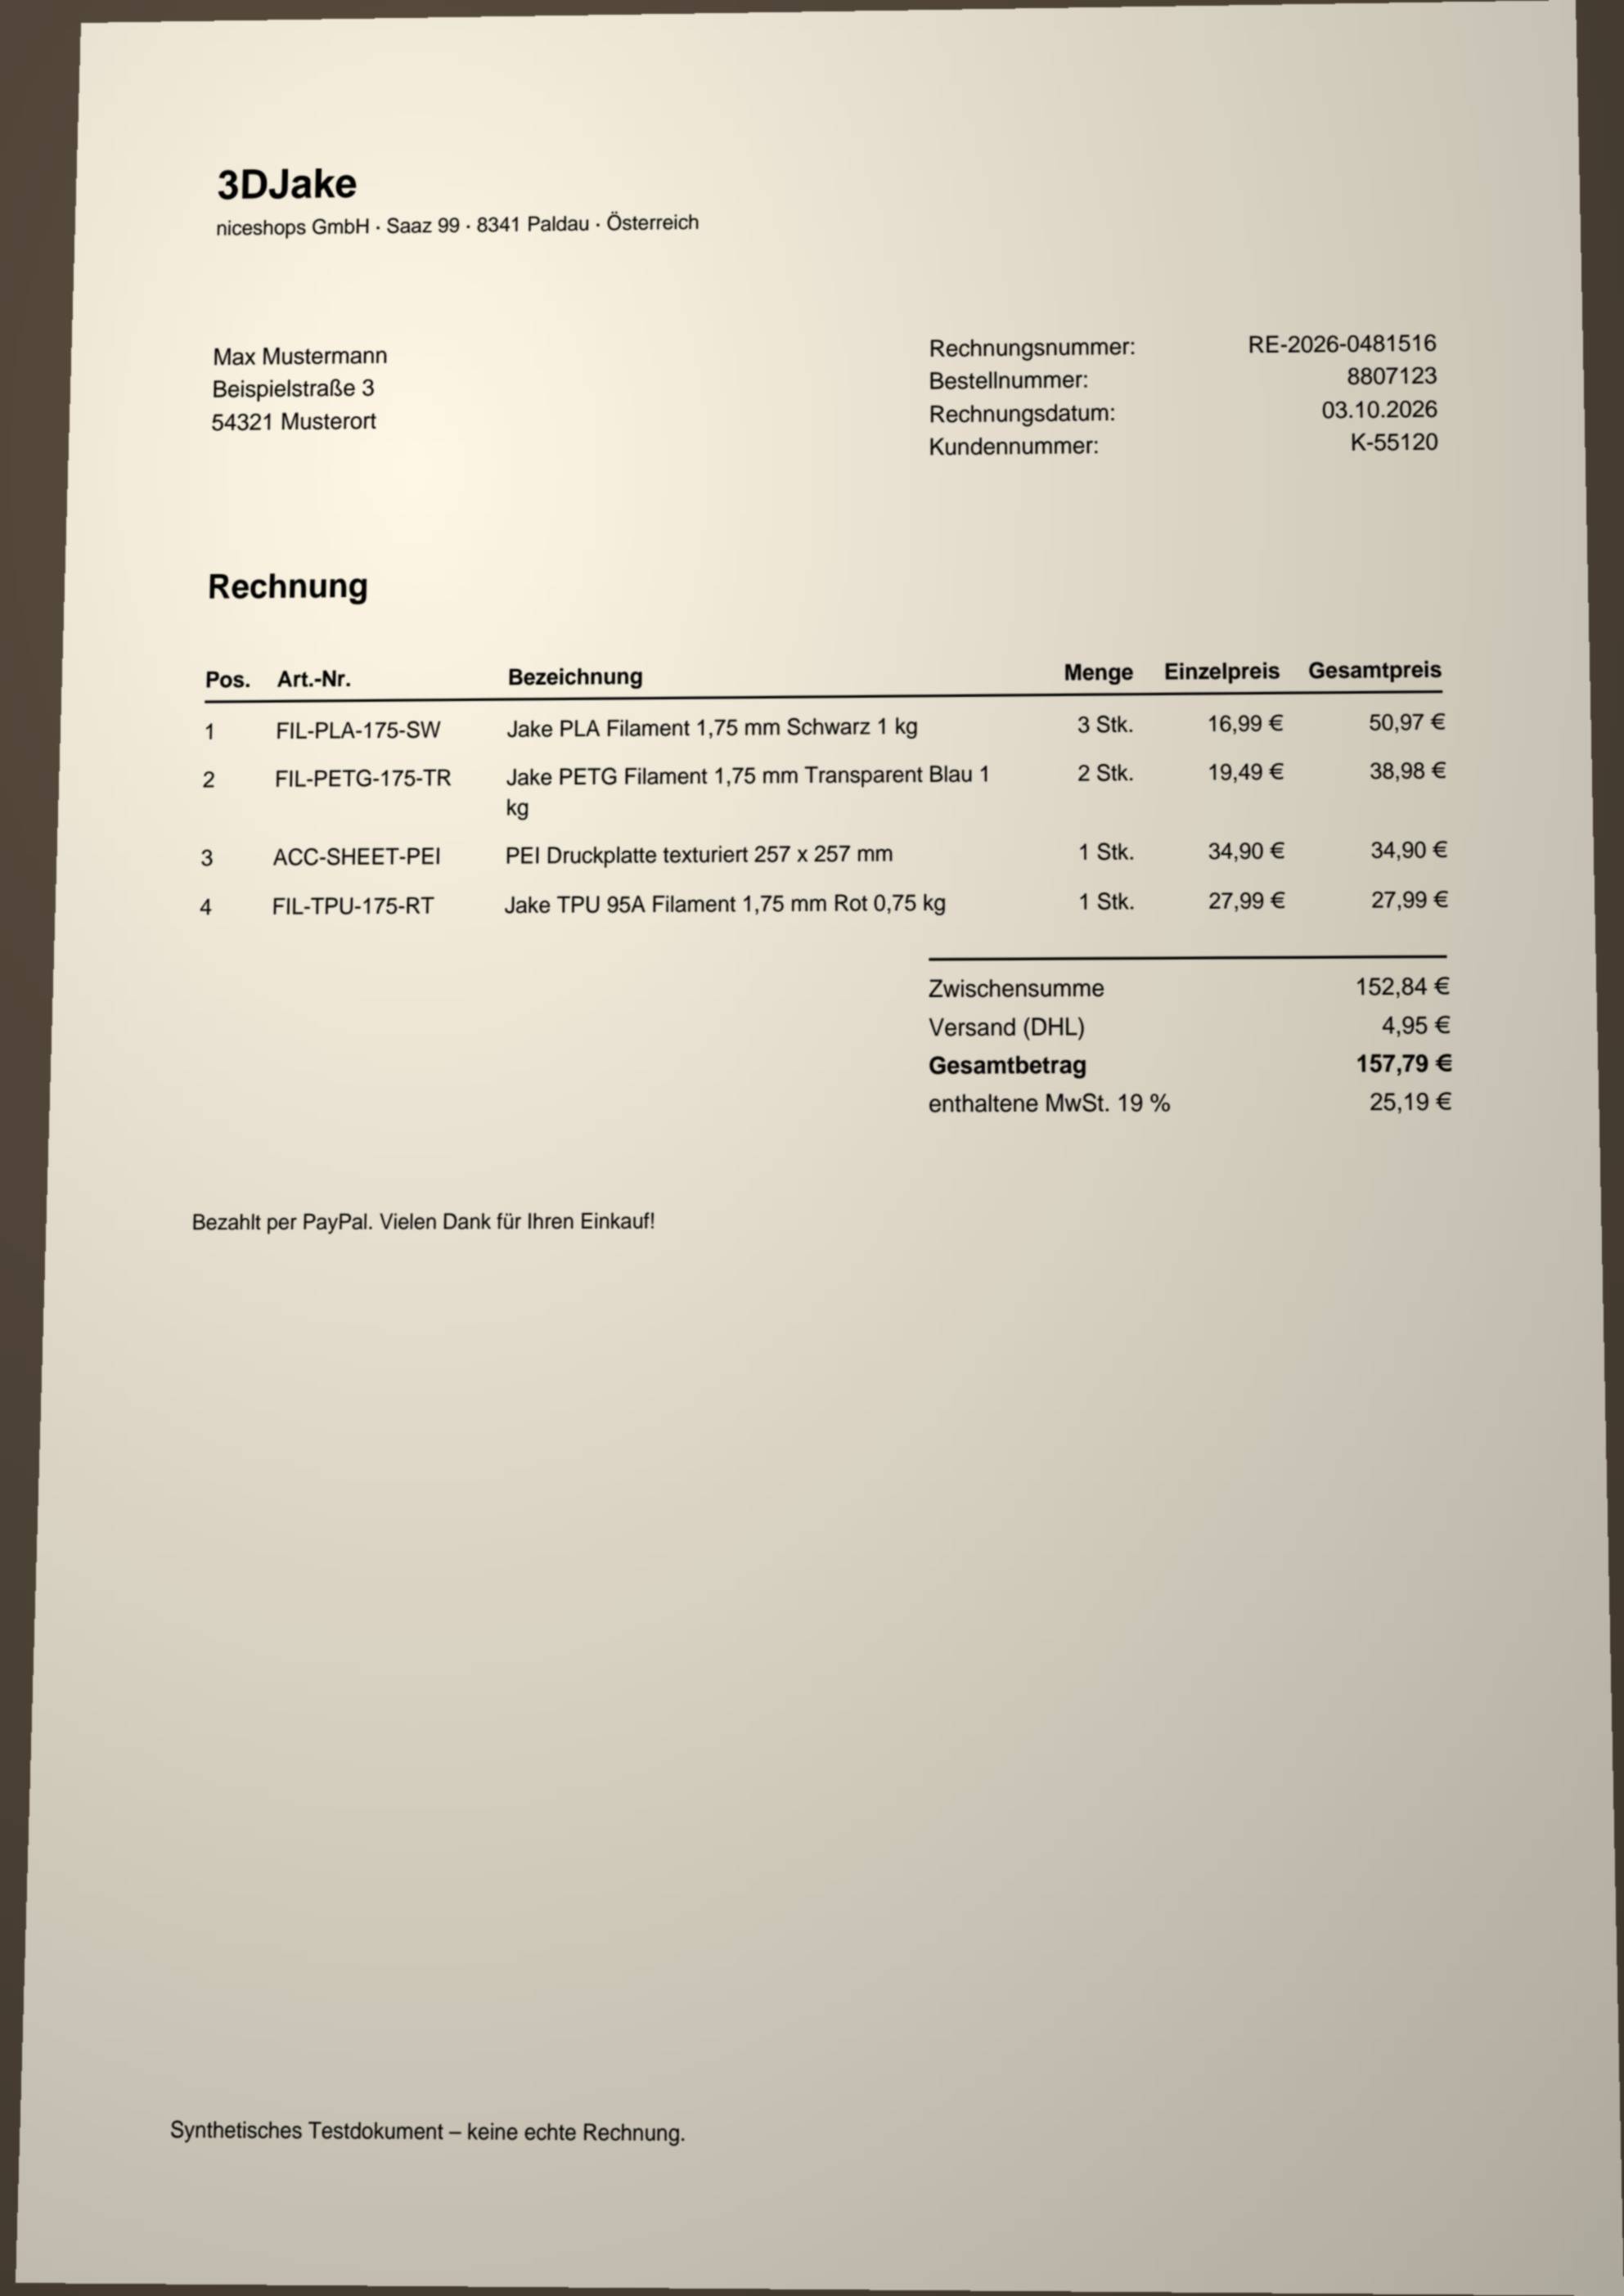 3DJake
niceshops GmbH · Saaz 99 · 8341 Paldau · Österreich
Max Mustermann
Beispielstraße 3
54321 Musterort
Rechnungsnummer: RE-2026-0481516
Bestellnummer: 8807123
Rechnungsdatum: 03.10.2026
Kundennummer: K-55120
Rechnung
Pos. Art.-Nr. Bezeichnung Menge Einzelpreis Gesamtpreis
1 FIL-PLA-175-SW Jake PLA Filament 1,75 mm Schwarz 1 kg 3 Stk. 16,99 € 50,97 €
2 FIL-PETG-175-TR Jake PETG Filament 1,75 mm Transparent Blau 1 2 Stk. 19,49 € 38,98 €
kg
3 ACC-SHEET-PEI PEI Druckplatte texturiert 257 x 257 mm 1 Stk. 34,90 € 34,90 €
4 FIL-TPU-175-RT Jake TPU 95A Filament 1,75 mm Rot 0,75 kg 1 Stk. 27,99 € 27,99 €
Zwischensumme 152,84 €
Versand (DHL) 4,95 €
Gesamtbetrag 157,79 €
enthaltene MwSt. 19 % 25,19 €
Bezahlt per PayPal. Vielen Dank für Ihren Einkauf!
Synthetisches Testdokument – keine echte Rechnung.